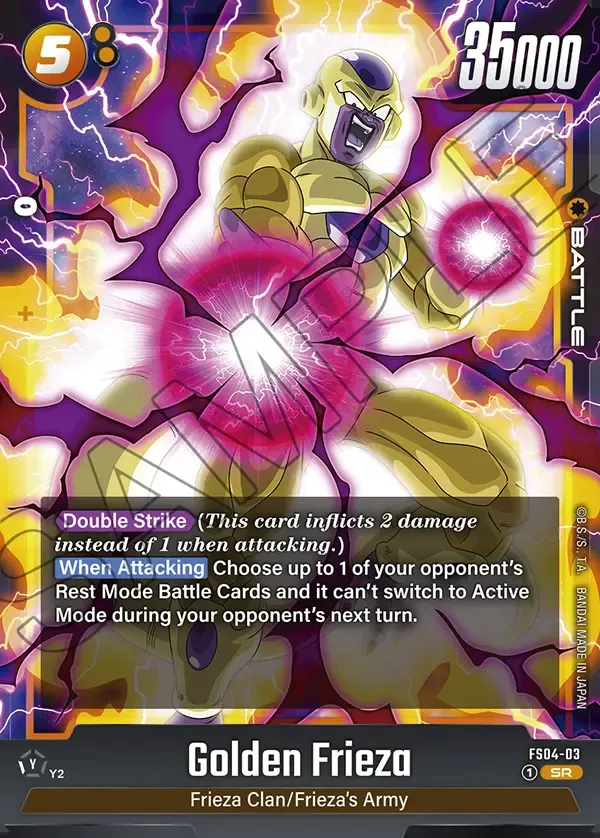 5
35000
0
BATTLE
SAMPLE
Double Strike (This card inflicts 2 damage
instead of 1 when attacking.)
When Attacking Choose up to 1 of your opponent's
Rest Mode Battle Cards and it can't switch to Active
Mode during your opponent's next turn.
©B.S./S., T.A. BANDAI MADE IN JAPAN
Golden Frieza
FS04-03
Y
Y2
1 SR
Frieza Clan/Frieza's Army